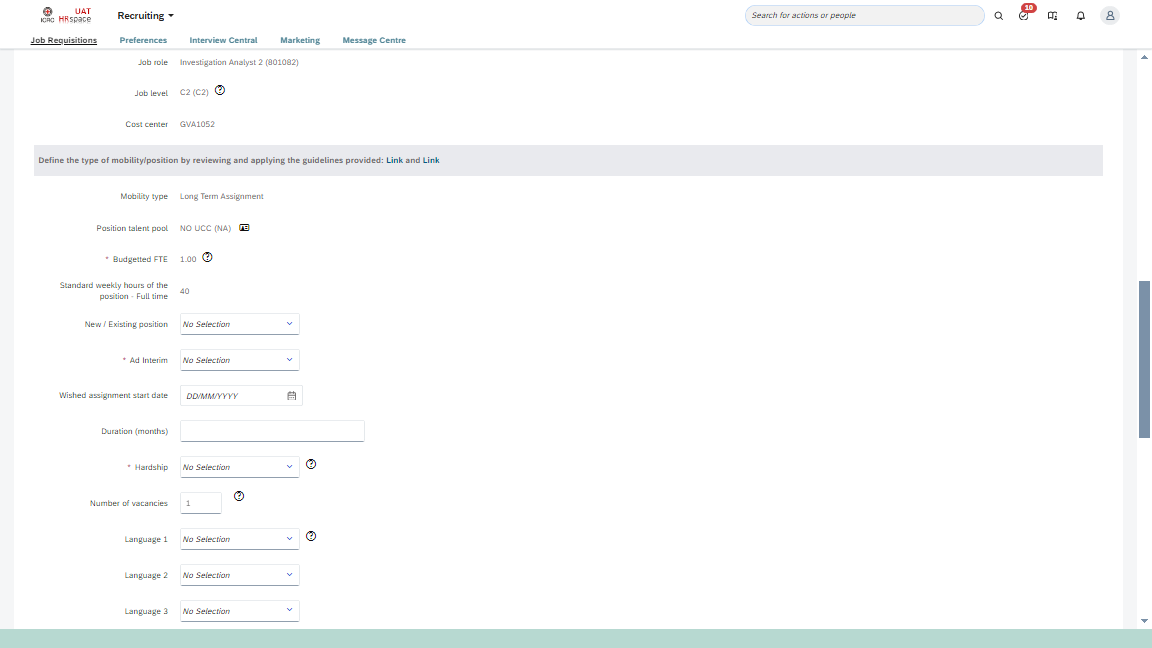 ICRC UAT HRspace
Recruiting
Search for actions or people
10
Job Requisitions Preferences Interview Central Marketing Message Centre
Job role Investigation Analyst 2 (801082)
Job level C2 (C2) ?
Cost center GVA1052
Define the type of mobility/position by reviewing and applying the guidelines provided: Link and Link
Mobility type Long Term Assignment
Position talent pool NO UCC (NA)
* Budgetted FTE 1.00 ?
Standard weekly hours of the
position - Full time 40
New / Existing position No Selection
* Ad Interim No Selection
Wished assignment start date DD/MM/YYYY
Duration (months)
* Hardship No Selection ?
Number of vacancies 1 ?
Language 1 No Selection ?
Language 2 No Selection
Language 3 No Selection